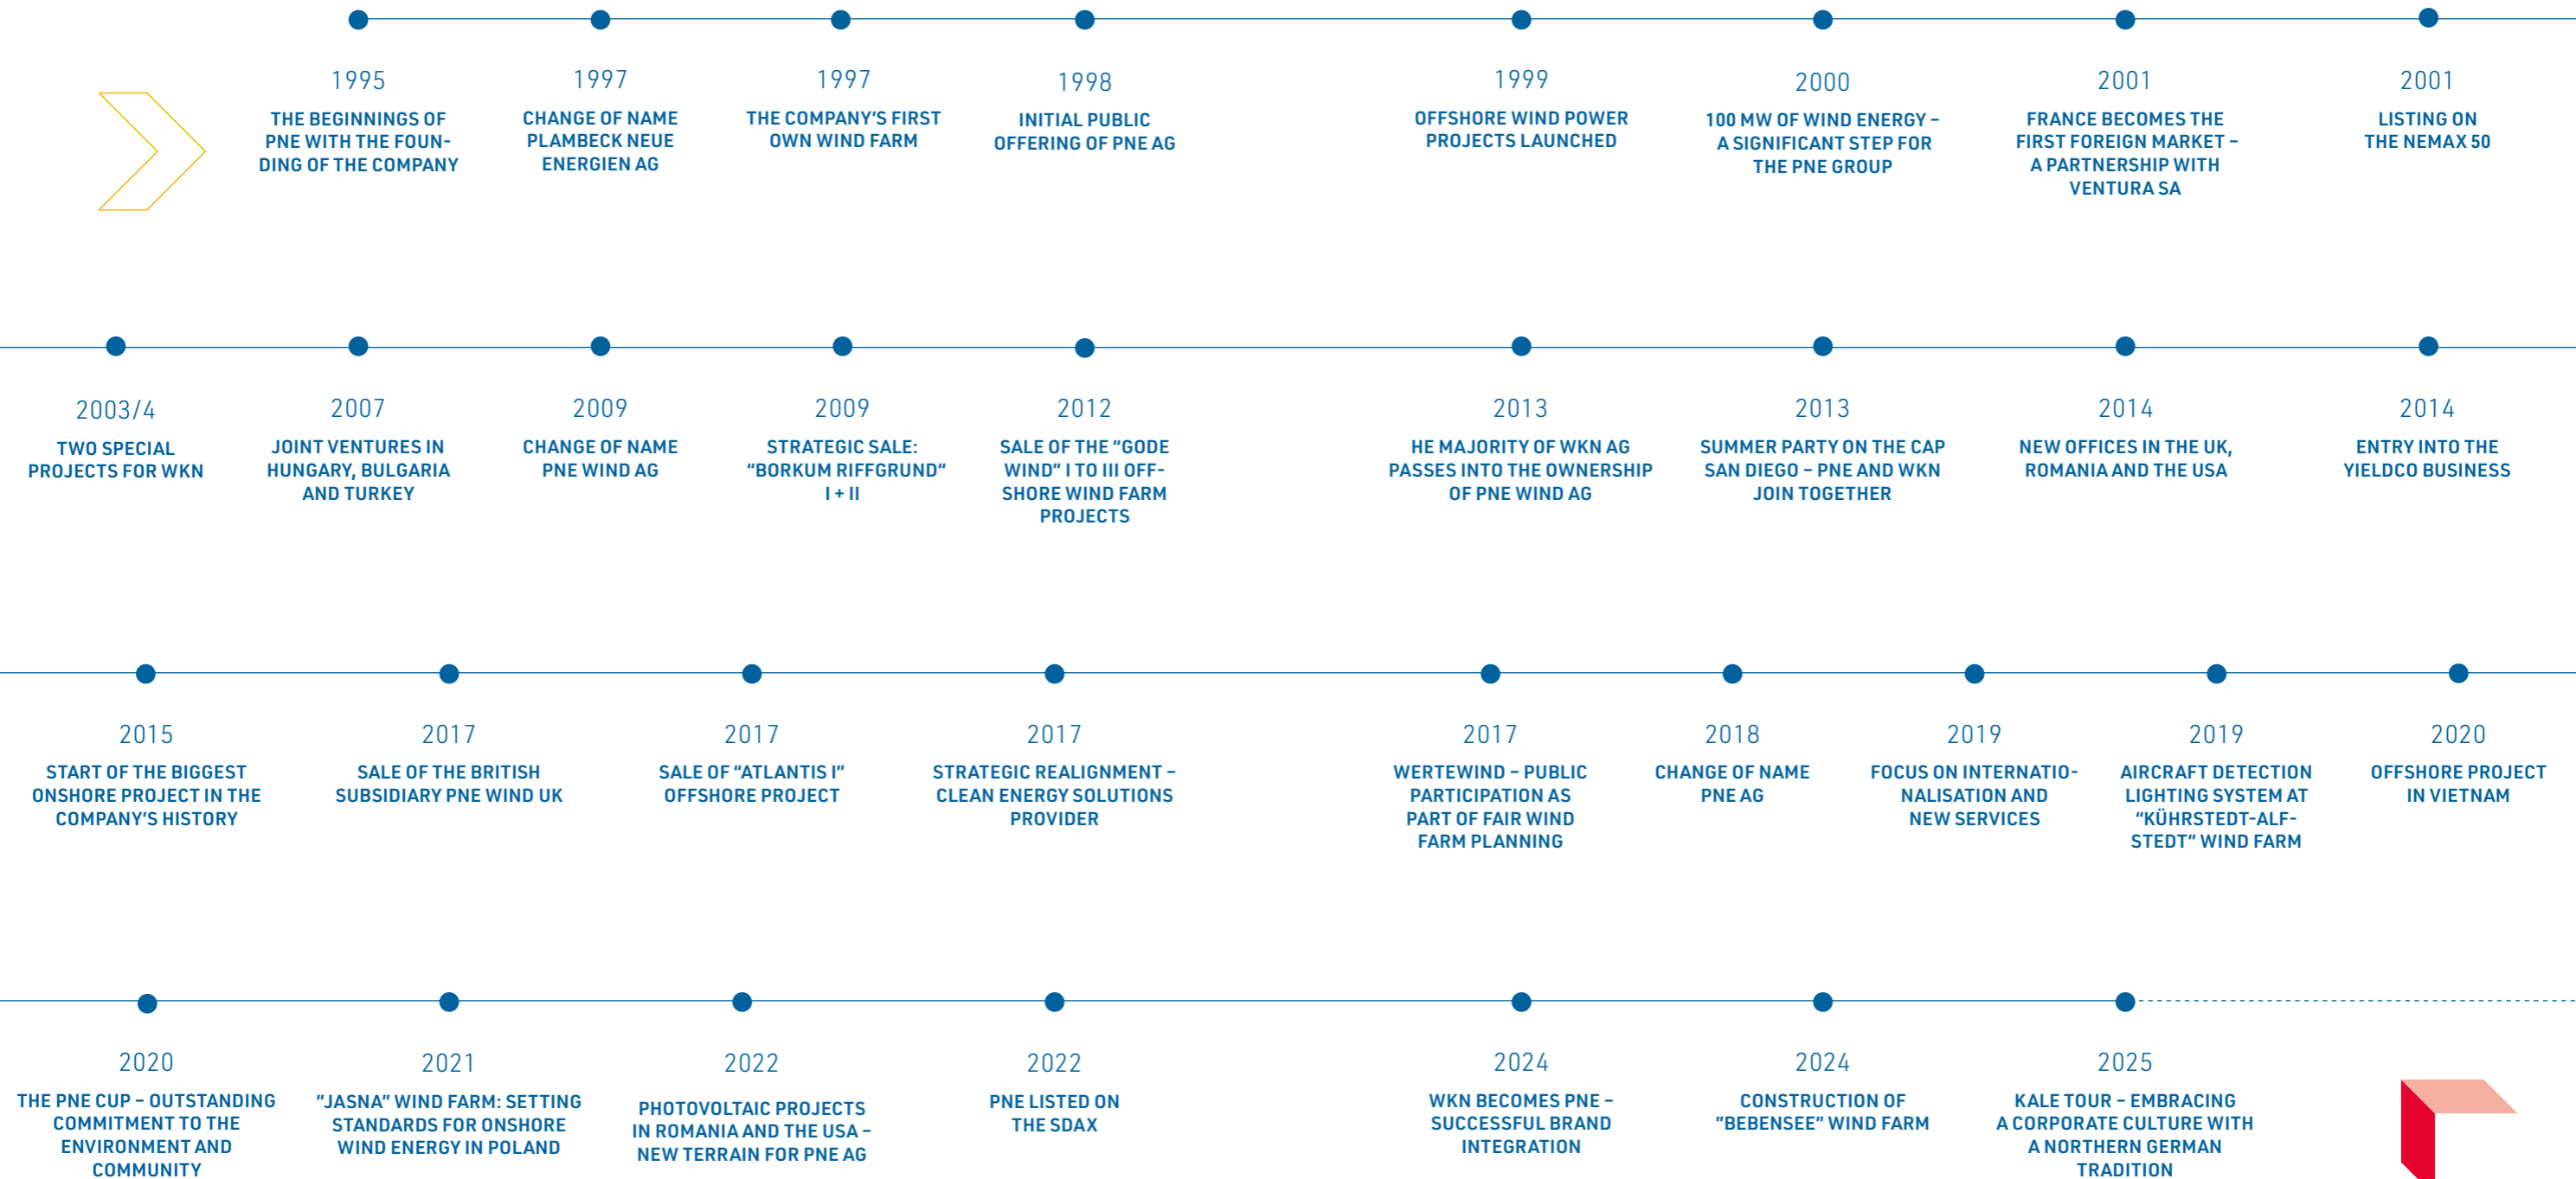 1995
THE BEGINNINGS OF
PNE WITH THE FOUN-
DING OF THE COMPANY
1997
CHANGE OF NAME
PLAMBECK NEUE
ENERGIEN AG
1997
THE COMPANY'S FIRST
OWN WIND FARM
1998
INITIAL PUBLIC
OFFERING OF PNE AG
1999
OFFSHORE WIND POWER
PROJECTS LAUNCHED
2000
100 MW OF WIND ENERGY –
A SIGNIFICANT STEP FOR
THE PNE GROUP
2001
FRANCE BECOMES THE
FIRST FOREIGN MARKET –
A PARTNERSHIP WITH
VENTURA SA
2001
LISTING ON
THE NEMAX 50
2003/4
TWO SPECIAL
PROJECTS FOR WKN
2007
JOINT VENTURES IN
HUNGARY, BULGARIA
AND TURKEY
2009
CHANGE OF NAME
PNE WIND AG
2009
STRATEGIC SALE:
“BORKUM RIFFGRUND“
I + II
2012
SALE OF THE “GODE
WIND” I TO III OFF-
SHORE WIND FARM
PROJECTS
2013
HE MAJORITY OF WKN AG
PASSES INTO THE OWNERSHIP
OF PNE WIND AG
2013
SUMMER PARTY ON THE CAP
SAN DIEGO – PNE AND WKN
JOIN TOGETHER
2014
NEW OFFICES IN THE UK,
ROMANIA AND THE USA
2014
ENTRY INTO THE
YIELDCO BUSINESS
2015
START OF THE BIGGEST
ONSHORE PROJECT IN THE
COMPANY'S HISTORY
2017
SALE OF THE BRITISH
SUBSIDIARY PNE WIND UK
2017
SALE OF “ATLANTIS I”
OFFSHORE PROJECT
2017
STRATEGIC REALIGNMENT –
CLEAN ENERGY SOLUTIONS
PROVIDER
2017
WERTEWIND – PUBLIC
PARTICIPATION AS
PART OF FAIR WIND
FARM PLANNING
2018
CHANGE OF NAME
PNE AG
2019
FOCUS ON INTERNATIO-
NALISATION AND
NEW SERVICES
2019
AIRCRAFT DETECTION
LIGHTING SYSTEM AT
“KÜHRSTEDT-ALF-
STEDT” WIND FARM
2020
OFFSHORE PROJECT
IN VIETNAM
2020
THE PNE CUP – OUTSTANDING
COMMITMENT TO THE
ENVIRONMENT AND
COMMUNITY
2021
”JASNA” WIND FARM: SETTING
STANDARDS FOR ONSHORE
WIND ENERGY IN POLAND
2022
PHOTOVOLTAIC PROJECTS
IN ROMANIA AND THE USA –
NEW TERRAIN FOR PNE AG
2022
PNE LISTED ON
THE SDAX
2024
WKN BECOMES PNE –
SUCCESSFUL BRAND
INTEGRATION
2024
CONSTRUCTION OF
”BEBENSEE” WIND FARM
2025
KALE TOUR – EMBRACING
A CORPORATE CULTURE WITH
A NORTHERN GERMAN
TRADITION